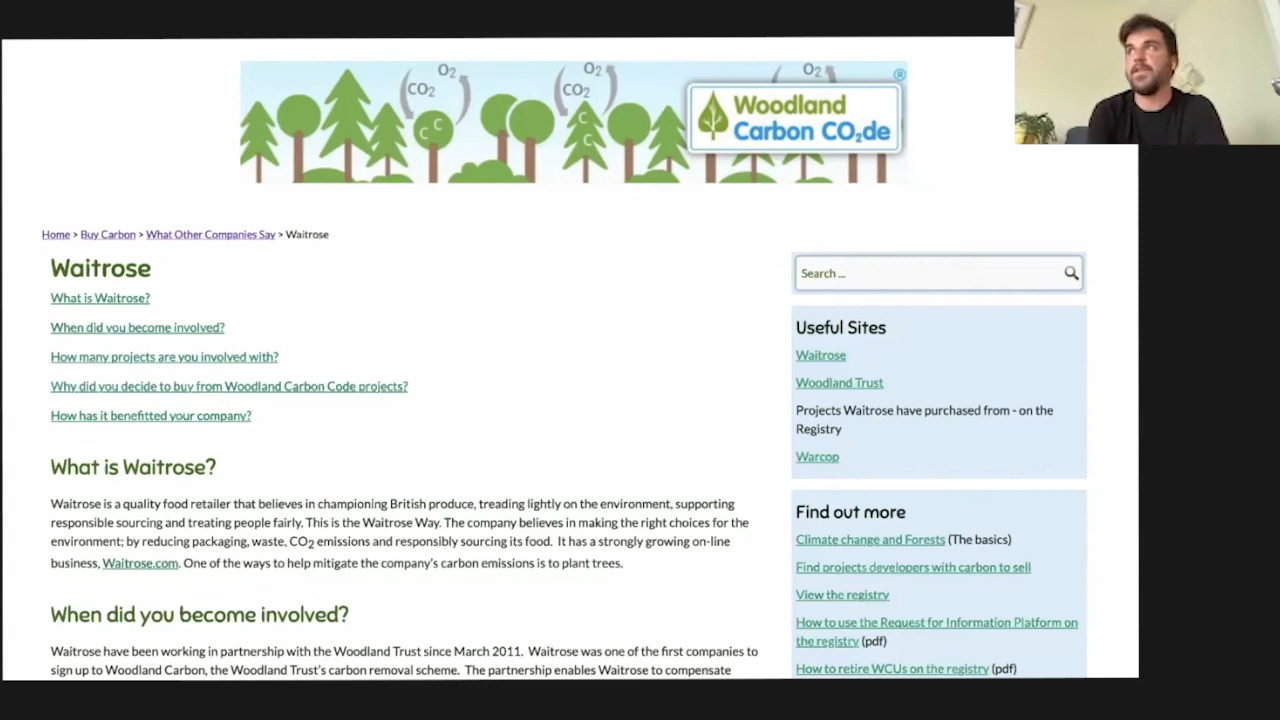 CO2 O2 CO2 O2 O2
C C C C
®
Woodland
Carbon CO2de
Home > Buy Carbon > What Other Companies Say > Waitrose
Waitrose
What is Waitrose?
When did you become involved?
How many projects are you involved with?
Why did you decide to buy from Woodland Carbon Code projects?
How has it benefitted your company?
What is Waitrose?
Waitrose is a quality food retailer that believes in championing British produce, treading lightly on the environment, supporting
responsible sourcing and treating people fairly. This is the Waitrose Way. The company believes in making the right choices for the
environment; by reducing packaging, waste, CO2 emissions and responsibly sourcing its food. It has a strongly growing on-line
business, Waitrose.com. One of the ways to help mitigate the company's carbon emissions is to plant trees.
When did you become involved?
Waitrose have been working in partnership with the Woodland Trust since March 2011. Waitrose was one of the first companies to
sign up to Woodland Carbon, the Woodland Trust's carbon removal scheme. The partnership enables Waitrose to compensate
Search ...
Useful Sites
Waitrose
Woodland Trust
Projects Waitrose have purchased from - on the
Registry
Warcop
Find out more
Climate change and Forests (The basics)
Find projects developers with carbon to sell
View the registry
How to use the Request for Information Platform on
the registry (pdf)
How to retire WCUs on the registry (pdf)